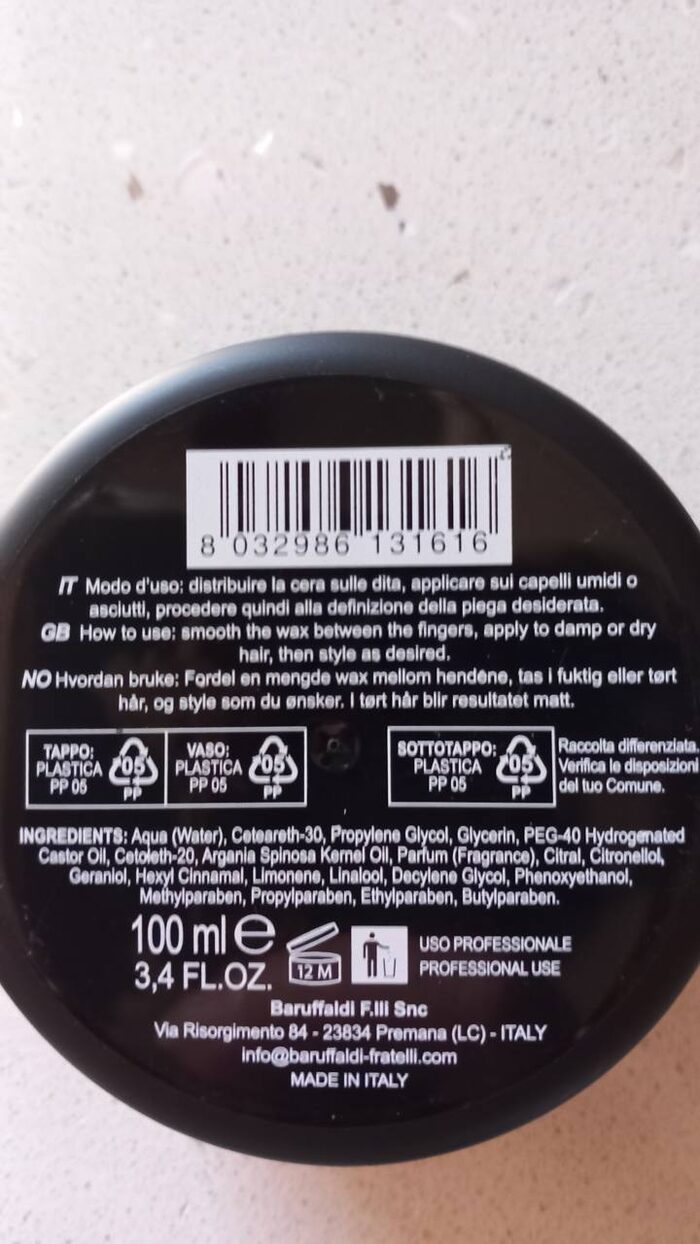 8 032986 131616
IT Modo d'uso: distribuire la cera sulle dita, applicare sui capelli umidi o
asciutti, procedere quindi alla definizione della piega desiderata.
GB How to use: smooth the wax between the fingers, apply to damp or dry
hair, then style as desired.
NO Hvordan bruke: Fordel en mengde wax mellom hendene, tas i fuktig eller tørt
hår, og style som du ønsker. I tørt hår blir resultatet matt.
TAPPO:
PLASTICA
PP 05
05
PP
VASO:
PLASTICA
PP 05
05
PP
SOTTOTAPPO:
PLASTICA
PP 05
05
PP
Raccolta differenziata.
Verifica le disposizioni
del tuo Comune.
INGREDIENTS: Aqua (Water), Ceteareth-30, Propylene Glycol, Glycerin, PEG-40 Hydrogenated
Castor Oil, Cetoleth-20, Argania Spinosa Kernel Oil, Parfum (Fragrance), Citral, Citronellol,
Geraniol, Hexyl Cinnamal, Limonene, Linalool, Decylene Glycol, Phenoxyethanol,
Methylparaben, Propylparaben, Ethylparaben, Butylparaben.
100 ml e
3,4 FL.OZ.
12 M
USO PROFESSIONALE
PROFESSIONAL USE
Baruffaldi F.lli Snc
Via Risorgimento 84 - 23834 Premana (LC) - ITALY
info@baruffaldi-fratelli.com
MADE IN ITALY